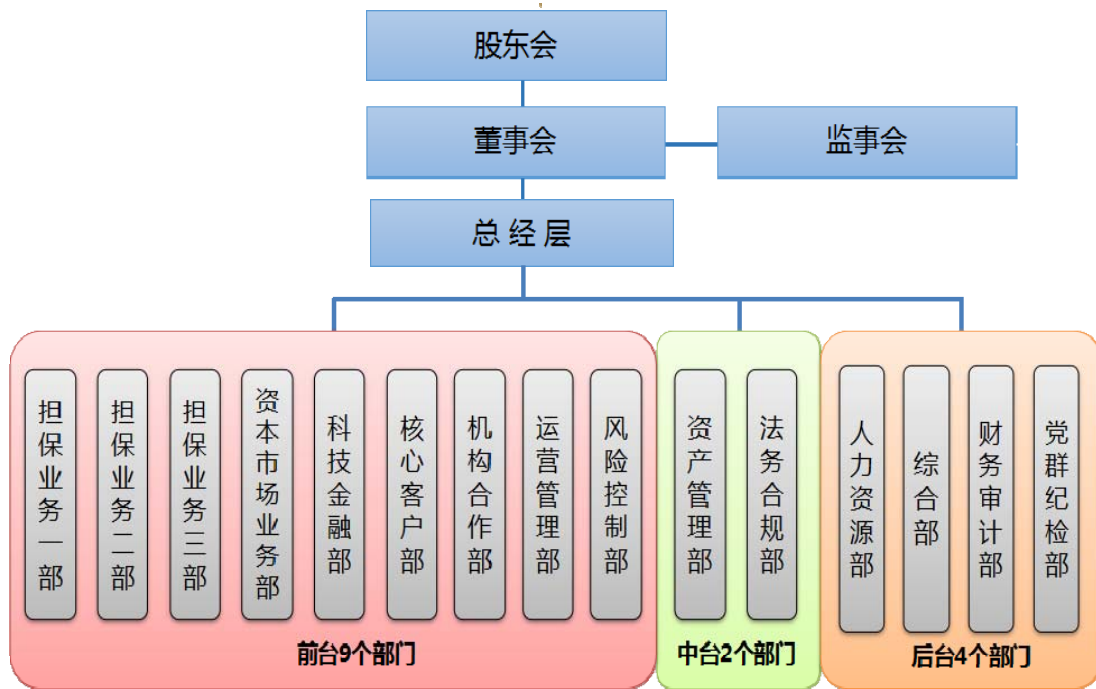 股东会
董事会
监事会
总 经 层
担保业务一部
担保业务二部
担保业务三部
资本市场业务部
科技金融部
核心客户部
机构合作部
运营管理部
风险控制部
资产管理部
法务合规部
人力资源部
综合部
财务审计部
党群纪检部
前台9个部门
中台2个部门
后台4个部门